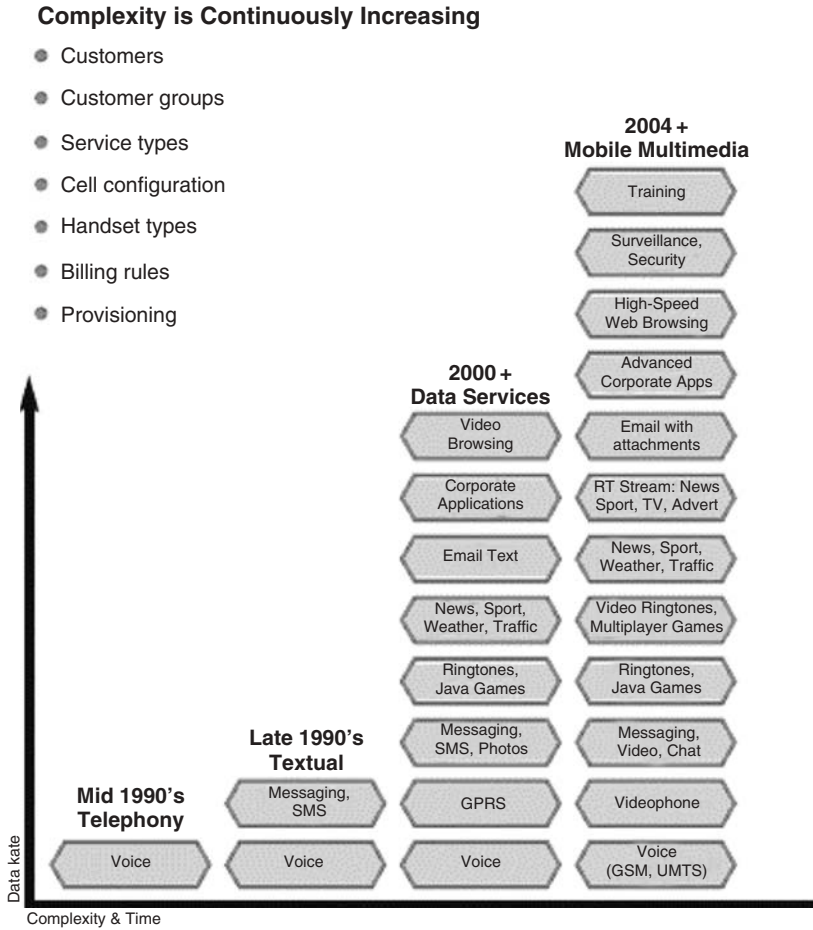 Complexity is Continuously Increasing
Customers
Customer groups
Service types
Cell configuration
Handset types
Billing rules
Provisioning
2004 +
Mobile Multimedia
Training
Surveillance,
Security
High-Speed
Web Browsing
Advanced
Corporate Apps
Email with
attachments
RT Stream: News
Sport, TV, Advert
News, Sport,
Weather, Traffic
Video Ringtones,
Multiplayer Games
Ringtones,
Java Games
Messaging,
Video, Chat
Videophone
Voice
(GSM, UMTS)
2000 +
Data Services
Video
Browsing
Corporate
Applications
Email Text
News, Sport,
Weather, Traffic
Ringtones,
Java Games
Messaging,
SMS, Photos
GPRS
Voice
Late 1990’s
Textual
Messaging,
SMS
Voice
Mid 1990’s
Telephony
Voice
Data kate
Complexity & Time